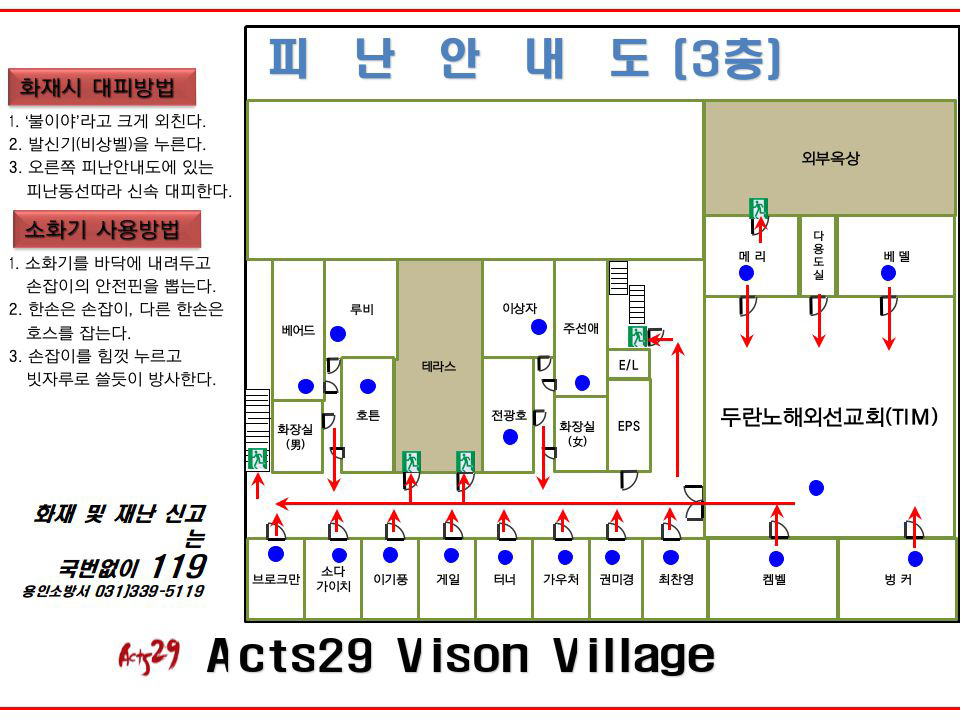 피 난 안 내 도 (3층)
화재시 대피방법
1. ‘불이야’라고 크게 외친다.
2. 발신기(비상벨)을 누른다.
3. 오른쪽 피난안내도에 있는
피난동선따라 신속 대피한다.
소화기 사용방법
1. 소화기를 바닥에 내려두고
손잡이의 안전핀을 뽑는다.
2. 한손은 손잡이, 다른 한손은
호스를 잡는다.
3. 손잡이를 힘껏 누르고
빗자루로 쓸듯이 방사한다.
화재 및 재난 신고
는
국번없이 119
용인소방서 031]339-5119
외부옥상
메 리
다
용
도
실
베 델
베어드
루비
테라스
이상자
주선애
E/L
화장실
(男)
호튼
전광호
화장실
(女)
EPS
두란노해외선교회(TIM)
브로크만
소다
가이치
이기풍
게일
터너
가우처
권미경
최찬영
켐벨
벙 커
Acts29
Acts29 Vison Village